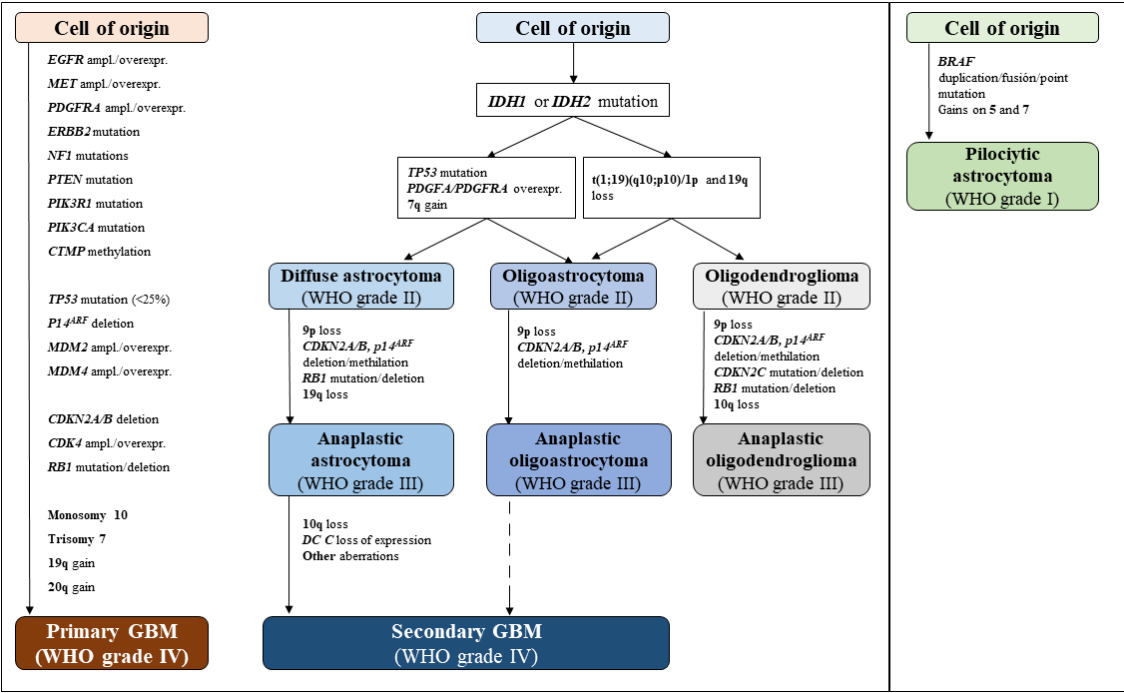 Cell of origin
EGFR ampl./overexpr.
MET ampl./overexpr.
PDGFRA ampl./overexpr.
ERBB2 mutation
NF1 mutations
PTEN mutation
PIK3R1 mutation
PIK3CA mutation
CTMP methylation
TP53 mutation (<25%)
P14ARF deletion
MDM2 ampl./overexpr.
MDM4 ampl./overexpr.
CDKN2A/B deletion
CDK4 ampl./overexpr.
RB1 mutation/deletion
Monosomy 10
Trisomy 7
19q gain
20q gain
Primary GBM
(WHO grade IV)
Cell of origin
IDH1 or IDH2 mutation
TP53 mutation
PDGFA/PDGFRA overexpr.
7q gain
t(1;19)(q10;p10)/1p and 19q
loss
Diffuse astrocytoma
(WHO grade II)
Oligoastrocytoma
(WHO grade II)
Oligodendroglioma
(WHO grade II)
9p loss
CDKN2A/B, p14ARF
deletion/methilation
RB1 mutation/deletion
19q loss
9p loss
CDKN2A/B, p14ARF
deletion/methilation
9p loss
CDKN2A/B, p14ARF
deletion/methilation
CDKN2C mutation/deletion
RB1 mutation/deletion
10q loss
Anaplastic
astrocytoma
(WHO grade III)
Anaplastic
oligoastrocytoma
(WHO grade III)
Anaplastic
oligodendroglioma
(WHO grade III)
10q loss
DC C loss of expression
Other aberrations
Secondary GBM
(WHO grade IV)
Cell of origin
BRAF
duplication/fusión/point
mutation
Gains on 5 and 7
Pilociytic
astrocytoma
(WHO grade I)